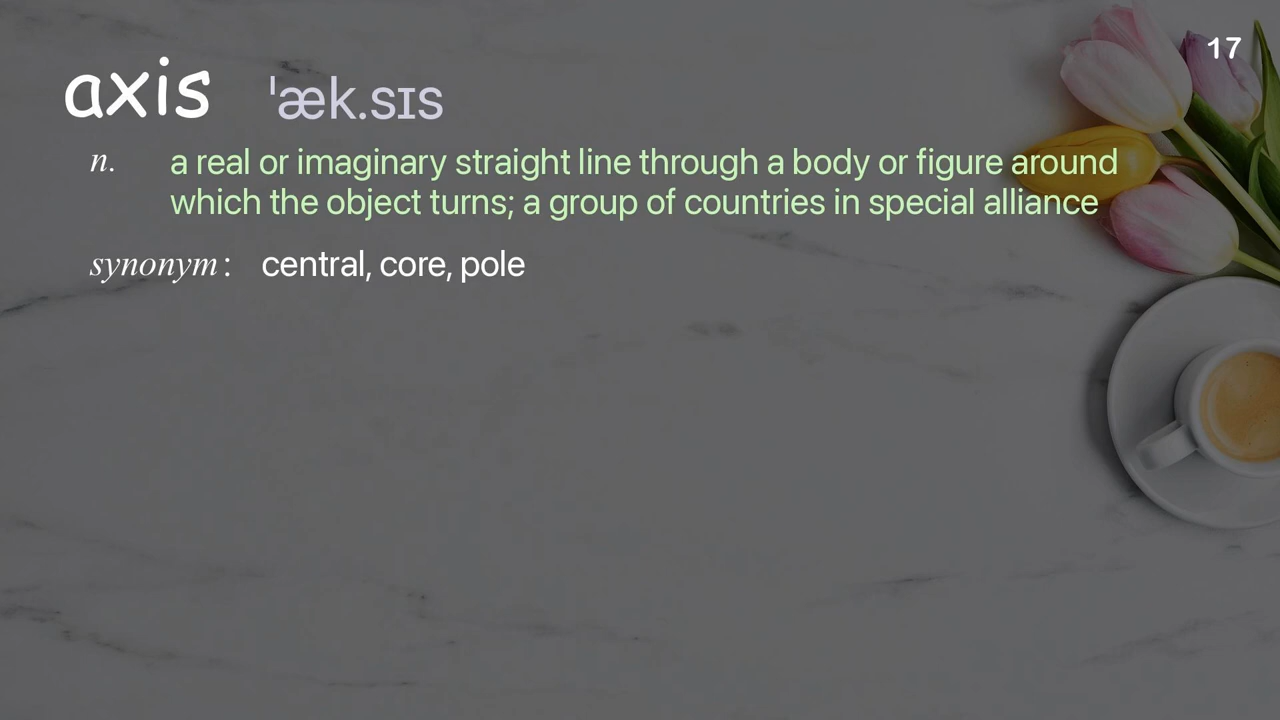 17
axis ˈæk.sɪs
n. a real or imaginary straight line through a body or figure around
which the object turns; a group of countries in special alliance
synonym : central, core, pole